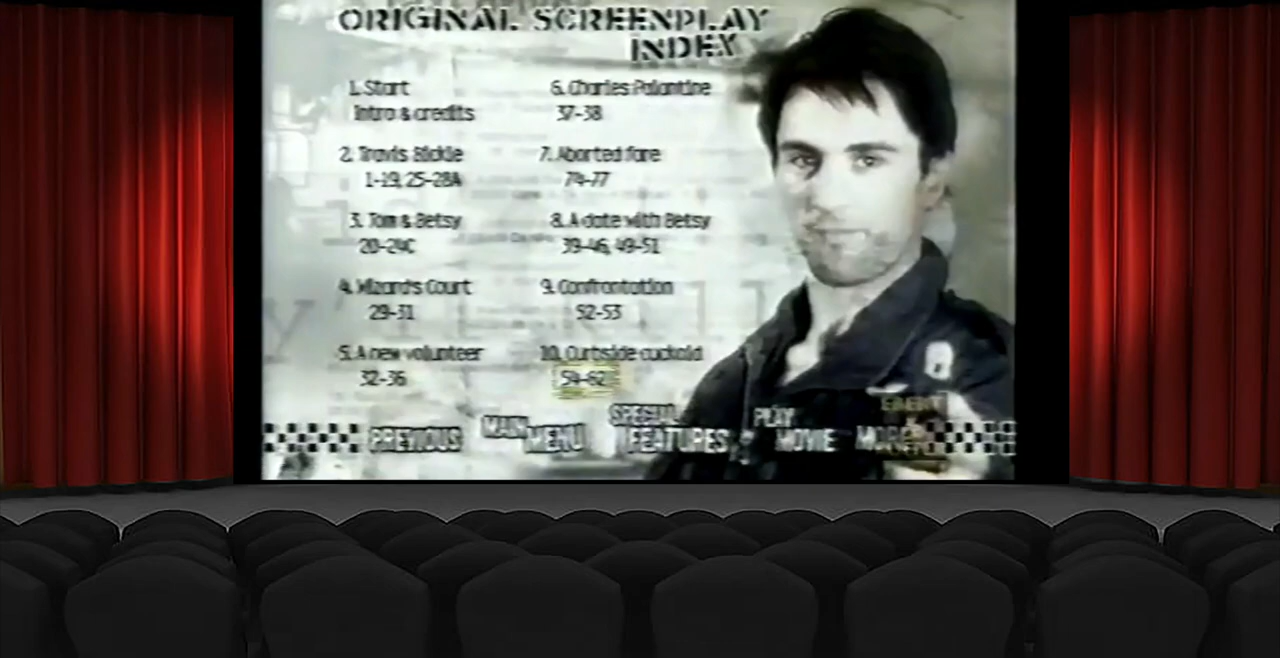 ORIGINAL SCREENPLAY
INDEX
1. Start
Intro & credits
2. Travis Bickle
1-19, 25-28A
3. Tom & Betsy
20-24C
4. Wizard's Court
29-31
5. A new volunteer
32-36
6. Charles Palantine
37-38
7. Aborted fare
74-77
8. A date with Betsy
39-46, 49-51
9. Confrontation
52-53
10. Curbside cuckold
54-62
PREVIOUS
MAIN MENU
SPECIAL FEATURES
PLAY MOVIE
MORE